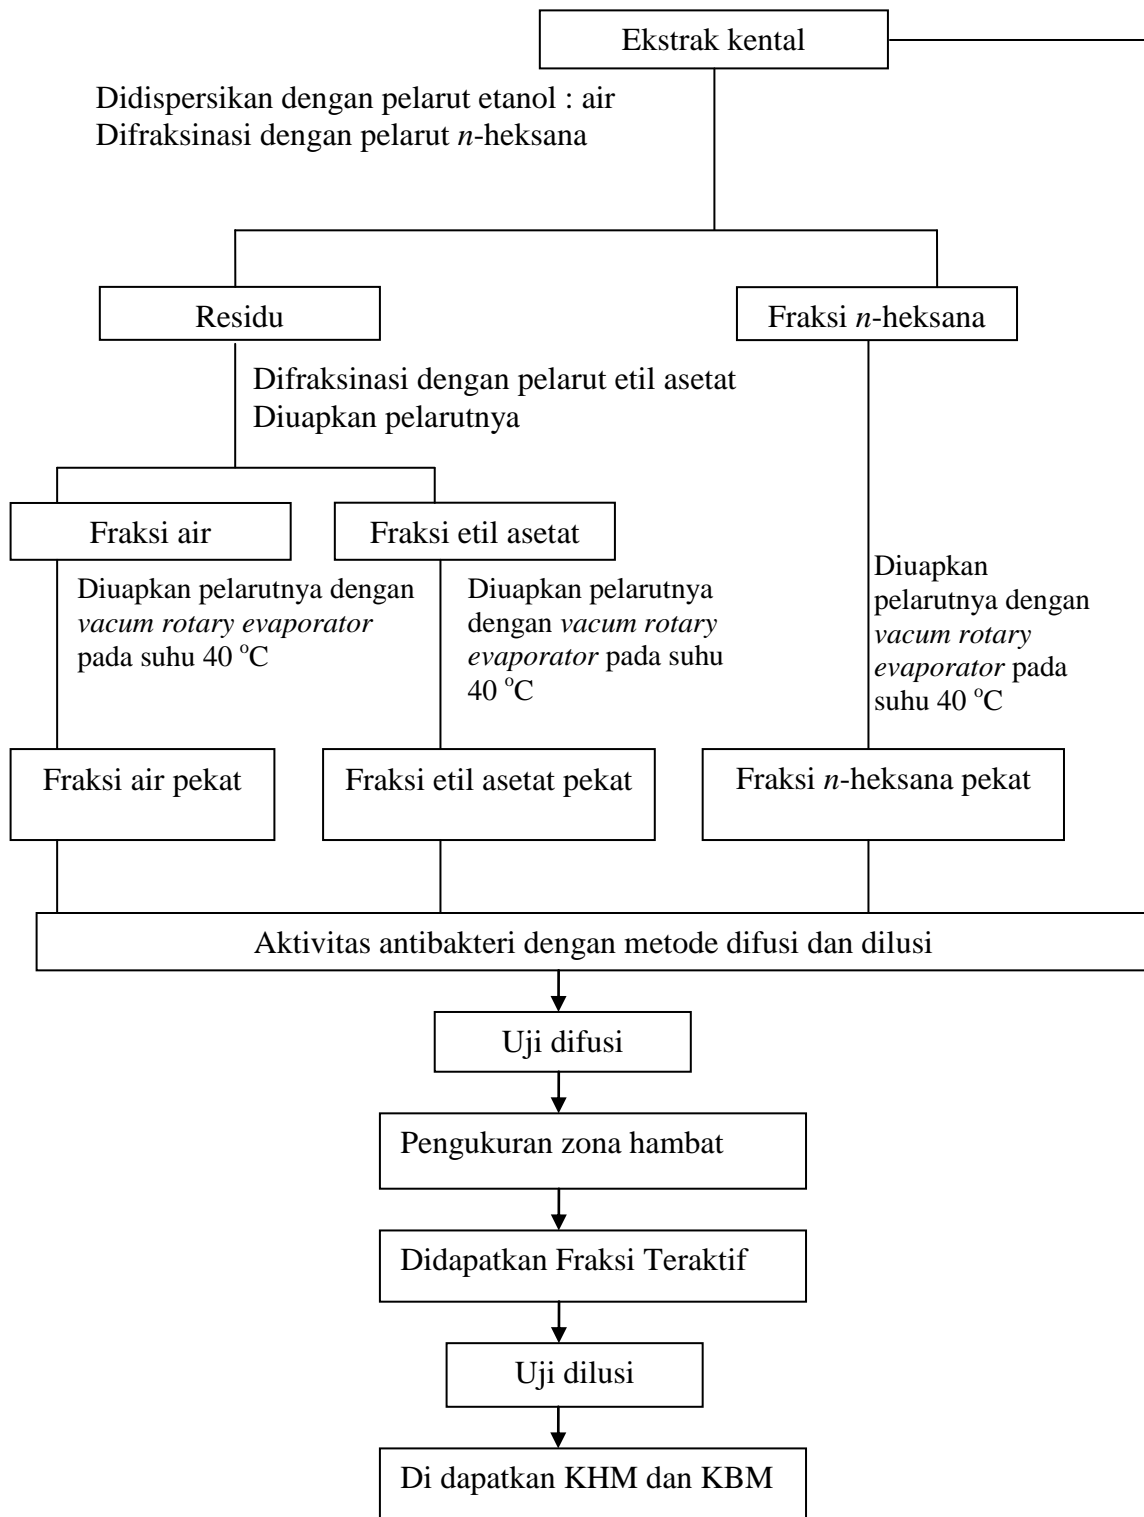 Ekstrak kental
Didispersikan dengan pelarut etanol : air
Difraksinasi dengan pelarut n-heksana
Residu
Fraksi n-heksana
Difraksinasi dengan pelarut etil asetat
Diuapkan pelarutnya
Fraksi air
Fraksi etil asetat
Diuapkan pelarutnya dengan
vacum rotary evaporator
pada suhu 40 °C
Diuapkan pelarutnya
dengan vacum rotary
evaporator pada suhu
40 °C
Diuapkan
pelarutnya dengan
vacum rotary
evaporator pada
suhu 40 °C
Fraksi air pekat
Fraksi etil asetat pekat
Fraksi n-heksana pekat
Aktivitas antibakteri dengan metode difusi dan dilusi
Uji difusi
Pengukuran zona hambat
Didapatkan Fraksi Teraktif
Uji dilusi
Di dapatkan KHM dan KBM